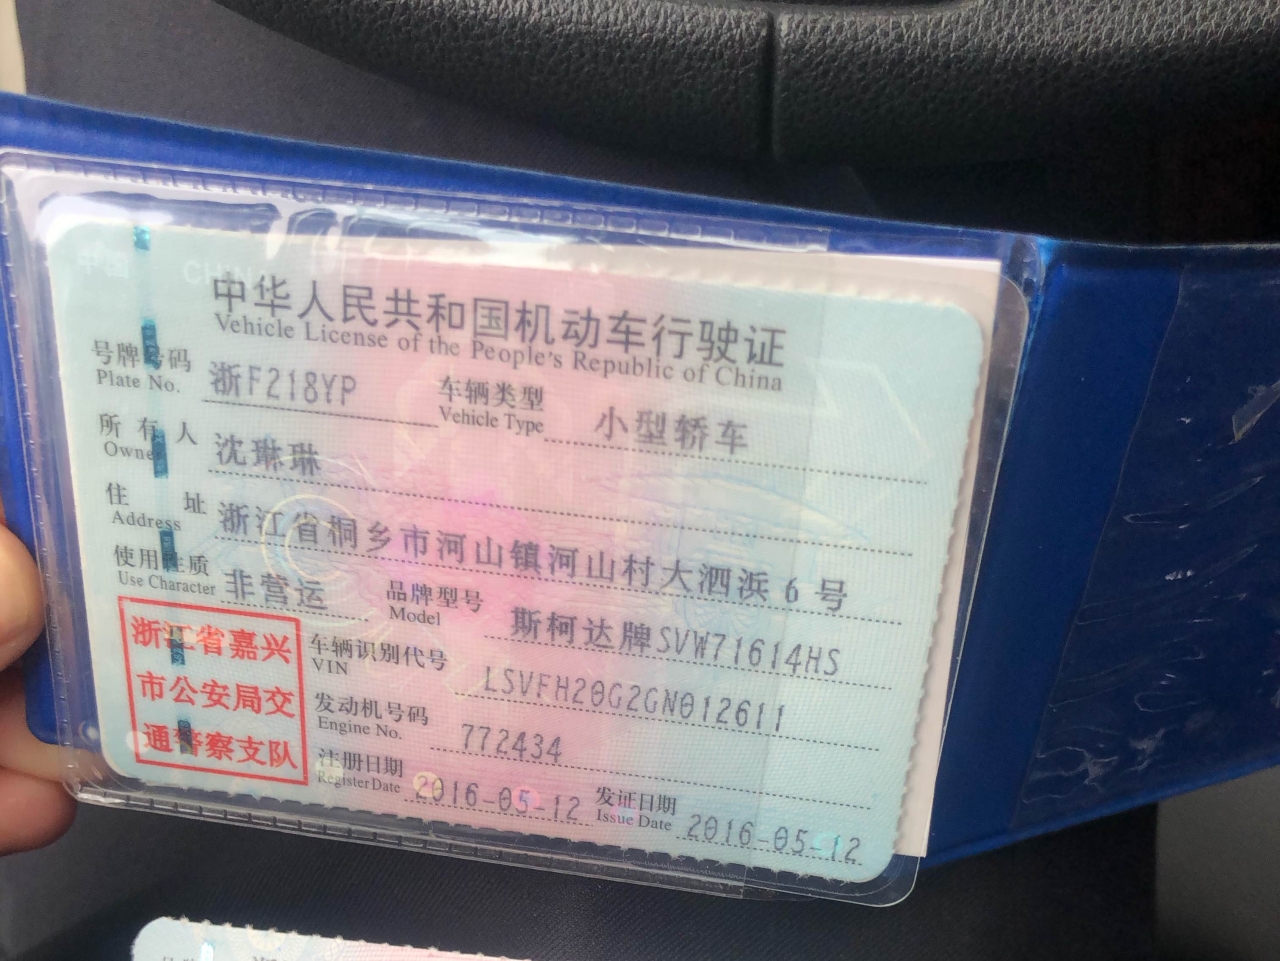 中国 CHINA
中华人民共和国机动车行驶证
Vehicle License of the People's Republic of China
号牌号码 浙F218YP 车辆类型 小型轿车
Plate No. Vehicle Type
所有人 沈琳琳
Owner
住址 浙江省桐乡市河山镇河山村大泗浜6号
Address
使用性质 非营运 品牌型号 斯柯达牌SVW71614HS
Use Character Model
浙江省嘉兴
市公安局交
通警察支队
车辆识别代号 LSVFH20G2GN012611
VIN
发动机号码 772434
Engine No.
注册日期 2016-05-12 发证日期 2016-05-12
Register Date Issue Date